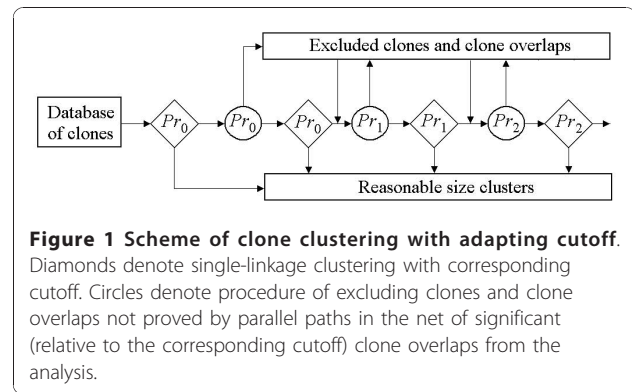 Excluded clones and clone overlaps
Database
of clones
Pr₀
Pr₀
Pr₀
Pr₁
Pr₁
Pr₂
Pr₂
Reasonable size clusters
Figure 1 Scheme of clone clustering with adapting cutoff.
Diamonds denote single-linkage clustering with corresponding
cutoff. Circles denote procedure of excluding clones and clone
overlaps not proved by parallel paths in the net of significant
(relative to the corresponding cutoff) clone overlaps from the
analysis.